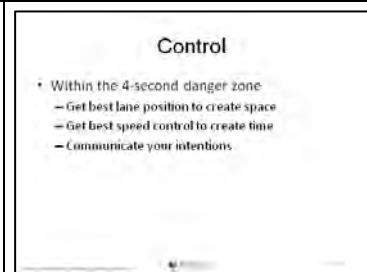 Control
• Within the 4-second danger zone
– Get best lane position to create space
– Get best speed control to create time
– Communicate your intentions